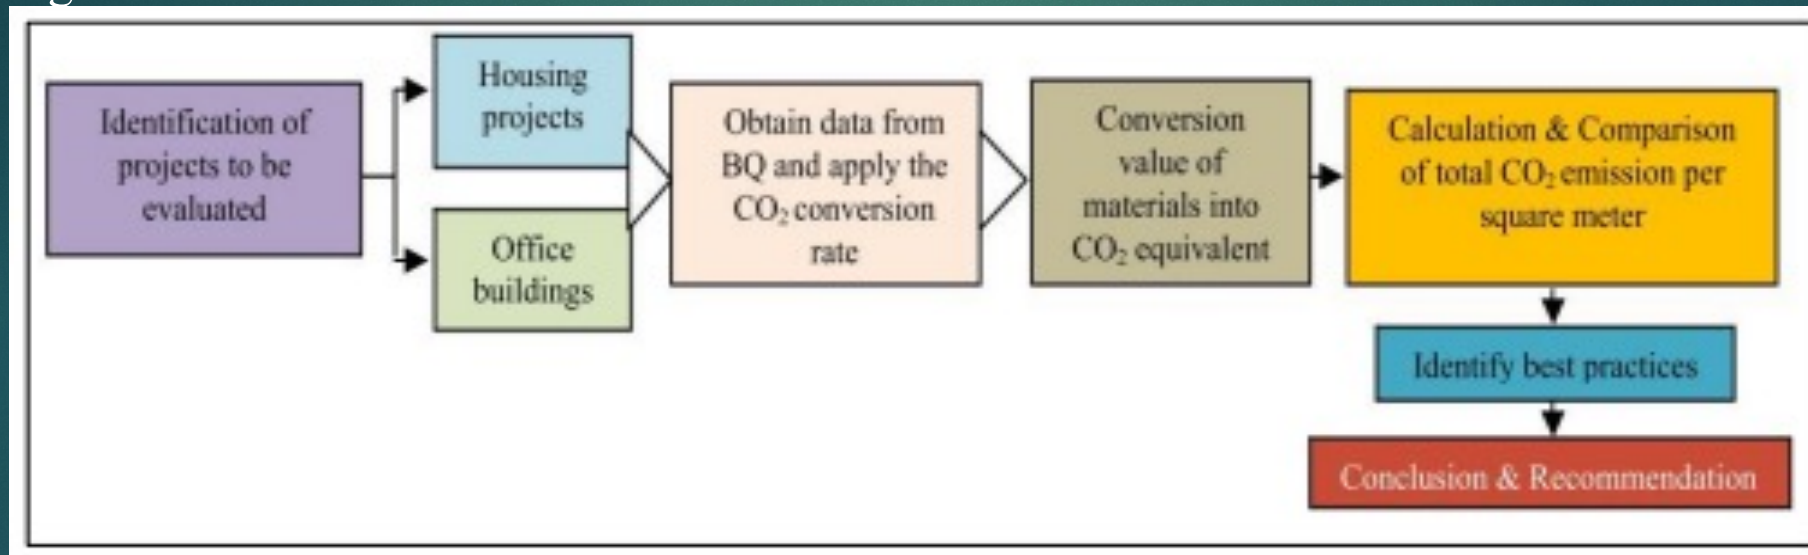 Identification of
projects to be
evaluated
Housing
projects
Office
buildings
Obtain data from
BQ and apply the
CO₂ conversion
rate
Conversion
value of
materials into
CO₂ equivalent
Calculation & Comparison
of total CO₂ emission per
square meter
Identify best practices
Conclusion & Recommendation